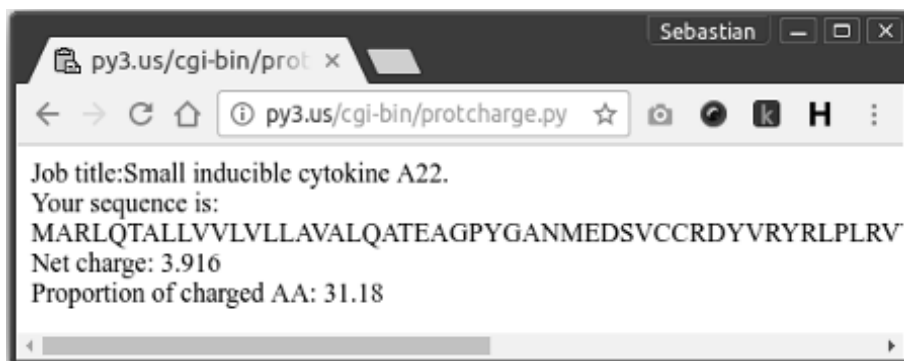 Sebastian
py3.us/cgi-bin/prot
py3.us/cgi-bin/protcharge.py
k
H
Job title:Small inducible cytokine A22.
Your sequence is:
MARLQTALLVVLVLLAVALQATEAGPYGANMEDSVCCRDYVRYRLPLRV
Net charge: 3.916
Proportion of charged AA: 31.18